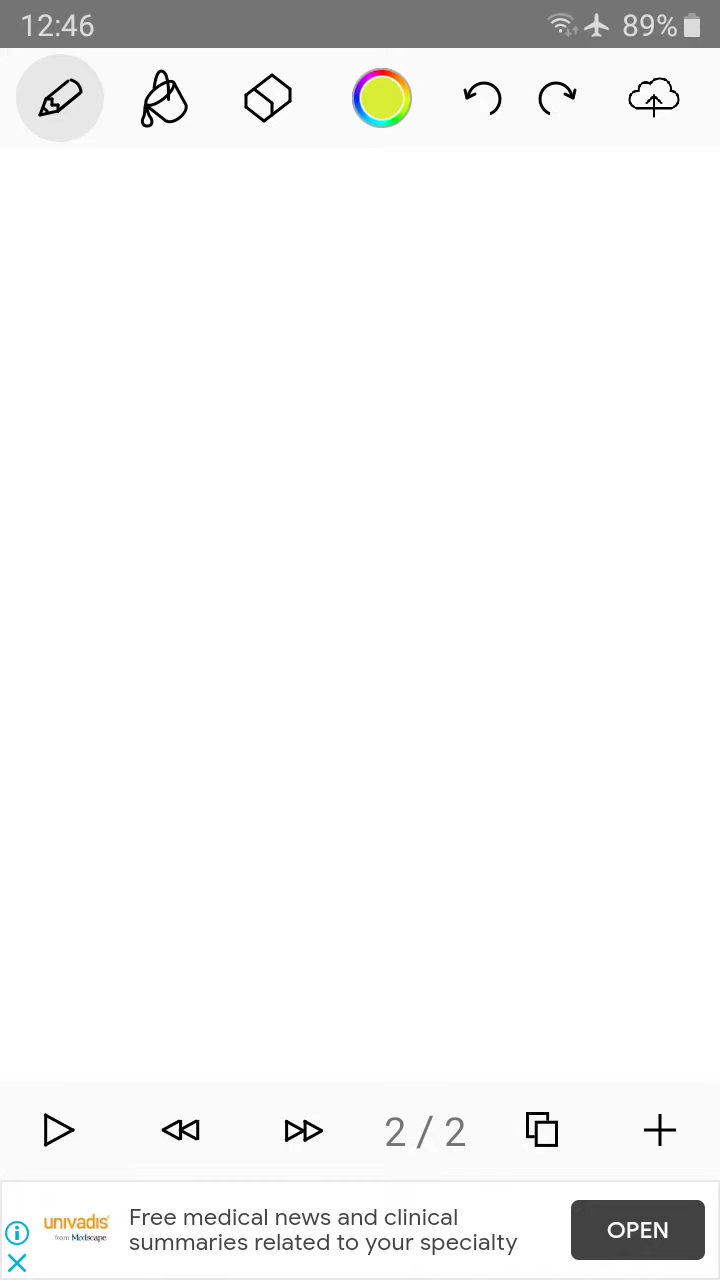 12:46
89%
2 / 2
univadis
from Medscape
Free medical news and clinical
summaries related to your specialty
OPEN